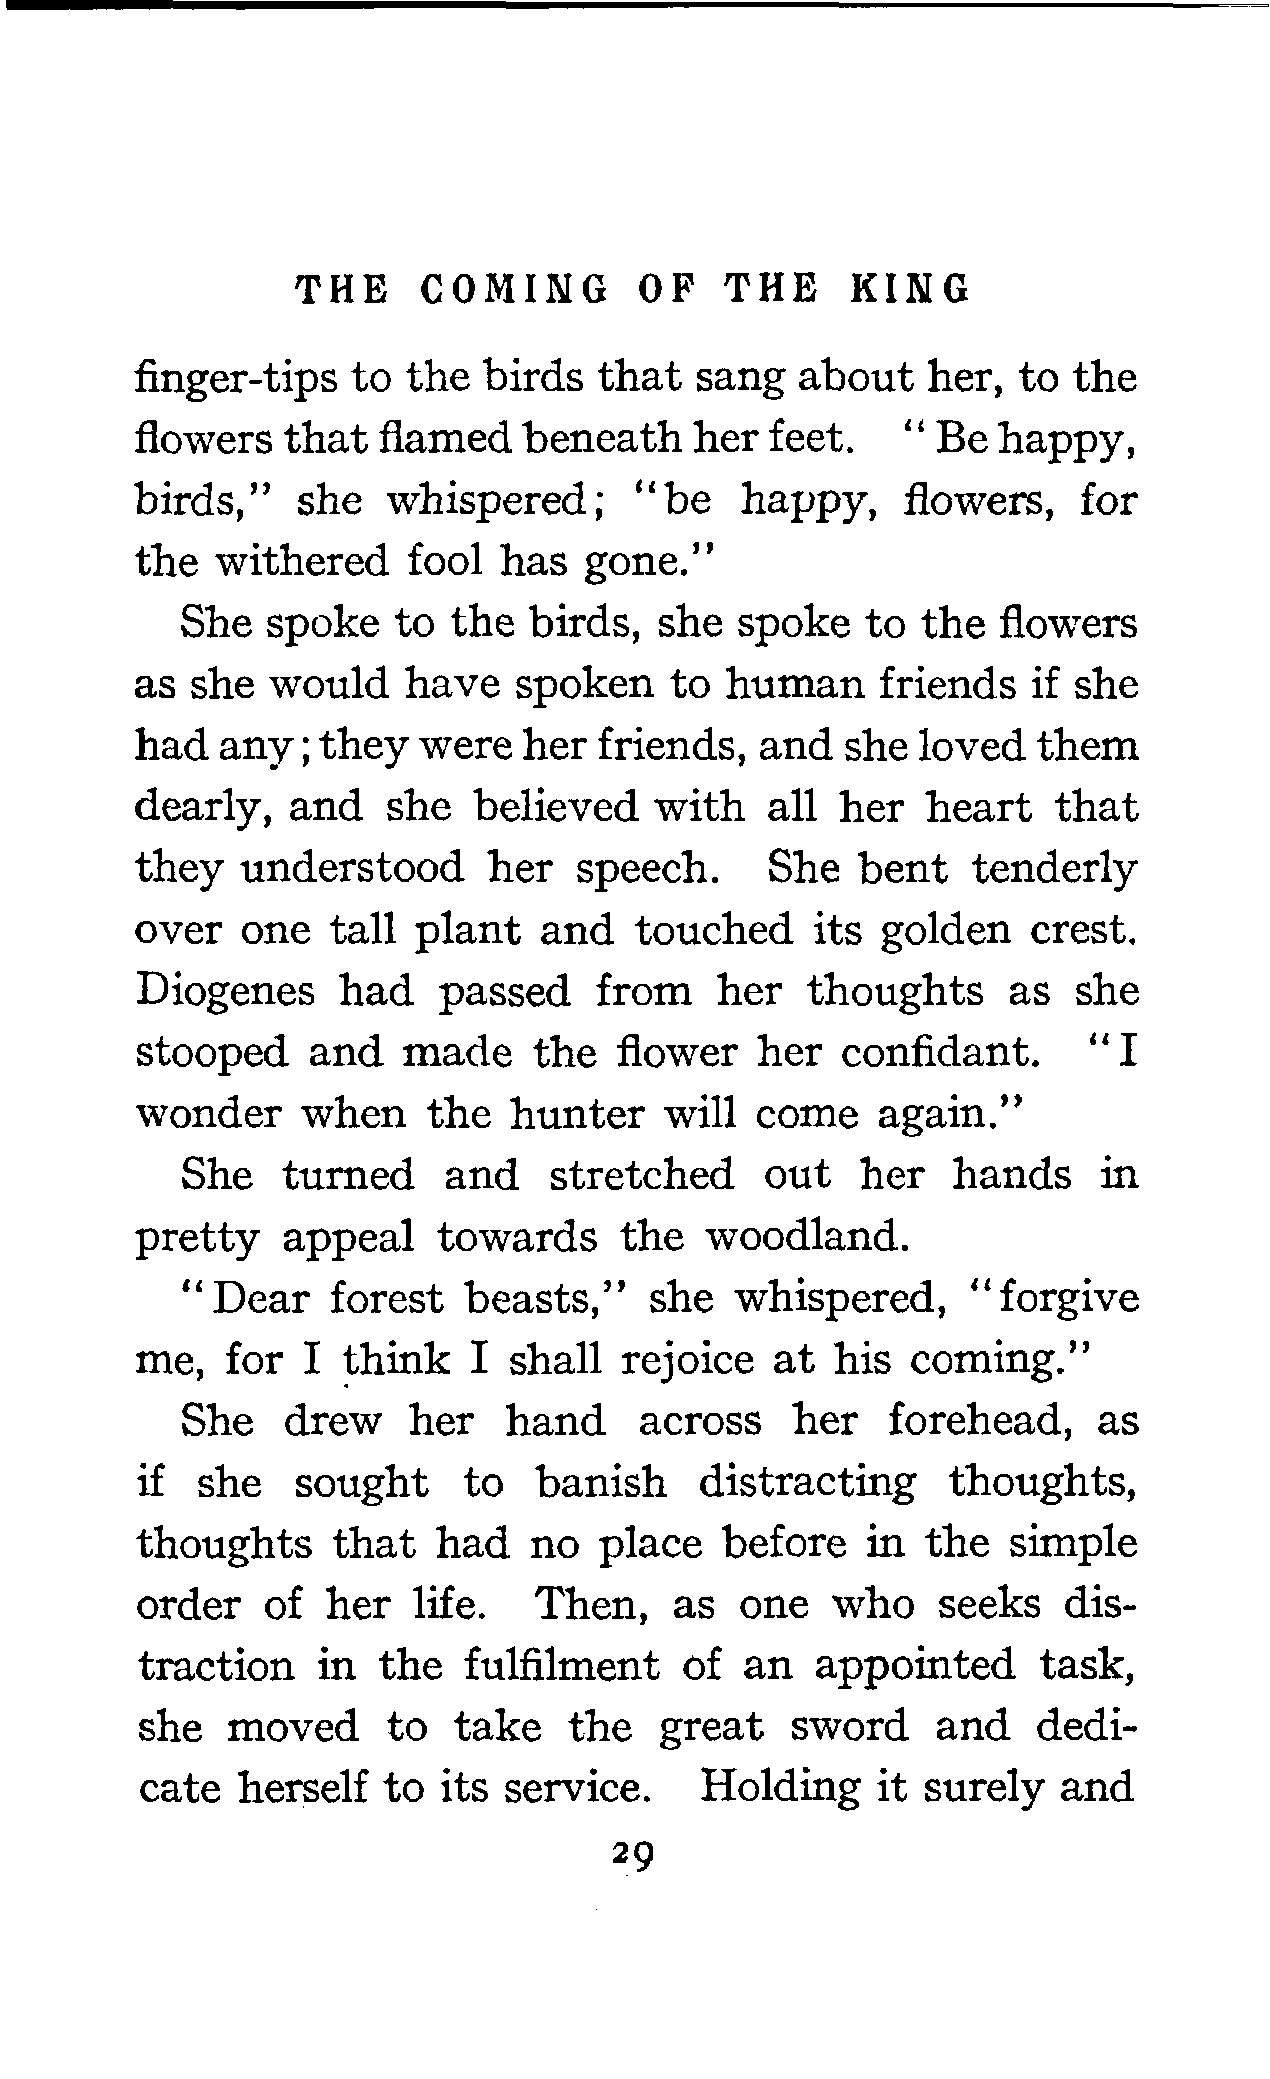 THE COMING OF THE KING
finger-tips to the birds that sang about her, to the
flowers that flamed beneath her feet. "Be happy,
birds," she whispered; "be happy, flowers, for
the withered fool has gone."
She spoke to the birds, she spoke to the flowers
as she would have spoken to human friends if she
had any; they were her friends, and she loved them
dearly, and she believed with all her heart that
they understood her speech. She bent tenderly
over one tall plant and touched its golden crest.
Diogenes had passed from her thoughts as she
stooped and made the flower her confidant. "I
wonder when the hunter will come again."
She turned and stretched out her hands in
pretty appeal towards the woodland.
"Dear forest beasts," she whispered, "forgive
me, for I think I shall rejoice at his coming."
She drew her hand across her forehead, as
if she sought to banish distracting thoughts,
thoughts that had no place before in the simple
order of her life. Then, as one who seeks dis-
traction in the fulfilment of an appointed task,
she moved to take the great sword and dedi-
cate herself to its service. Holding it surely and
29